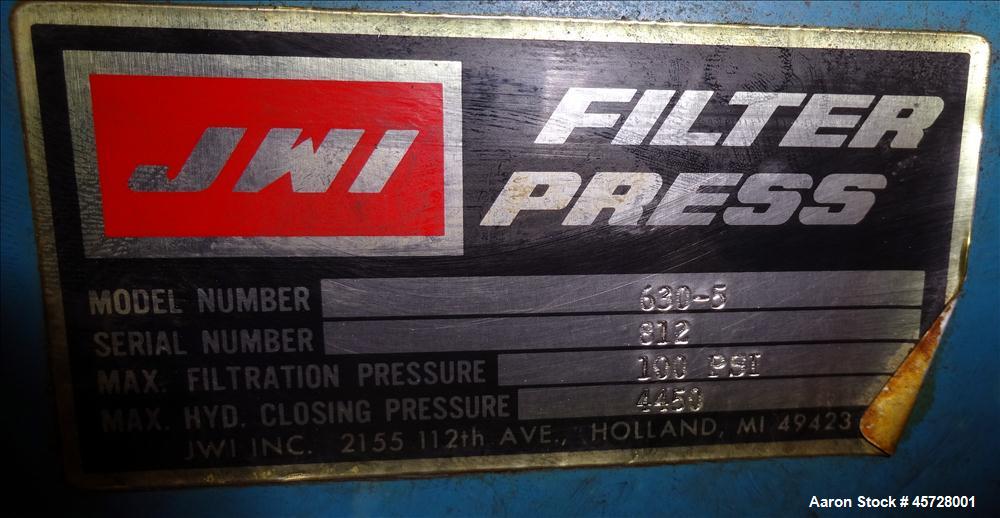 JWI
FILTER
PRESS
MODEL NUMBER 630-5
SERIAL NUMBER 812
MAX. FILTRATION PRESSURE 100 PSI
MAX. HYD. CLOSING PRESSURE 4450
JWI INC. 2155 112th AVE., HOLLAND, MI 49423
Aaron Stock # 45728001